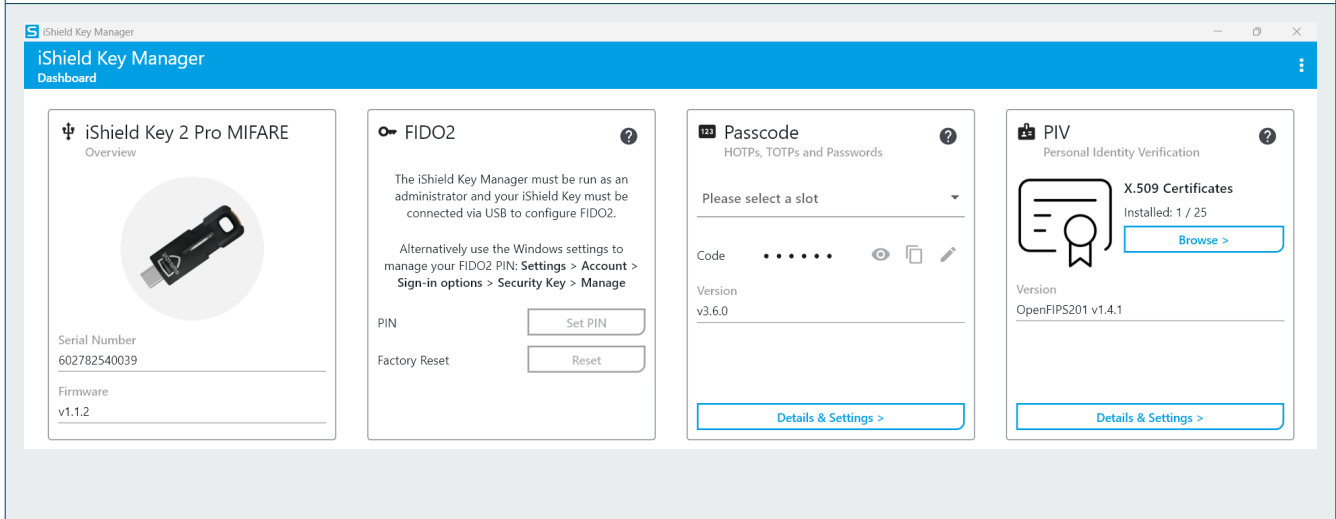 iShield Key Manager
iShield Key Manager
Dashboard
iShield Key 2 Pro MIFARE
Overview
Serial Number
602782540039
Firmware
v1.1.2
FIDO2
The iShield Key Manager must be run as an
administrator and your iShield Key must be
connected via USB to configure FIDO2.
Alternatively use the Windows settings to
manage your FIDO2 PIN: Settings > Account >
Sign-in options > Security Key > Manage
PIN
Set PIN
Factory Reset
Reset
123
Passcode
HOTPs, TOTPs and Passwords
Please select a slot
Code ••••••
Version
v3.6.0
Details & Settings >
PIV
Personal Identity Verification
X.509 Certificates
Installed: 1 / 25
Browse >
Version
OpenFIPS201 v1.4.1
Details & Settings >